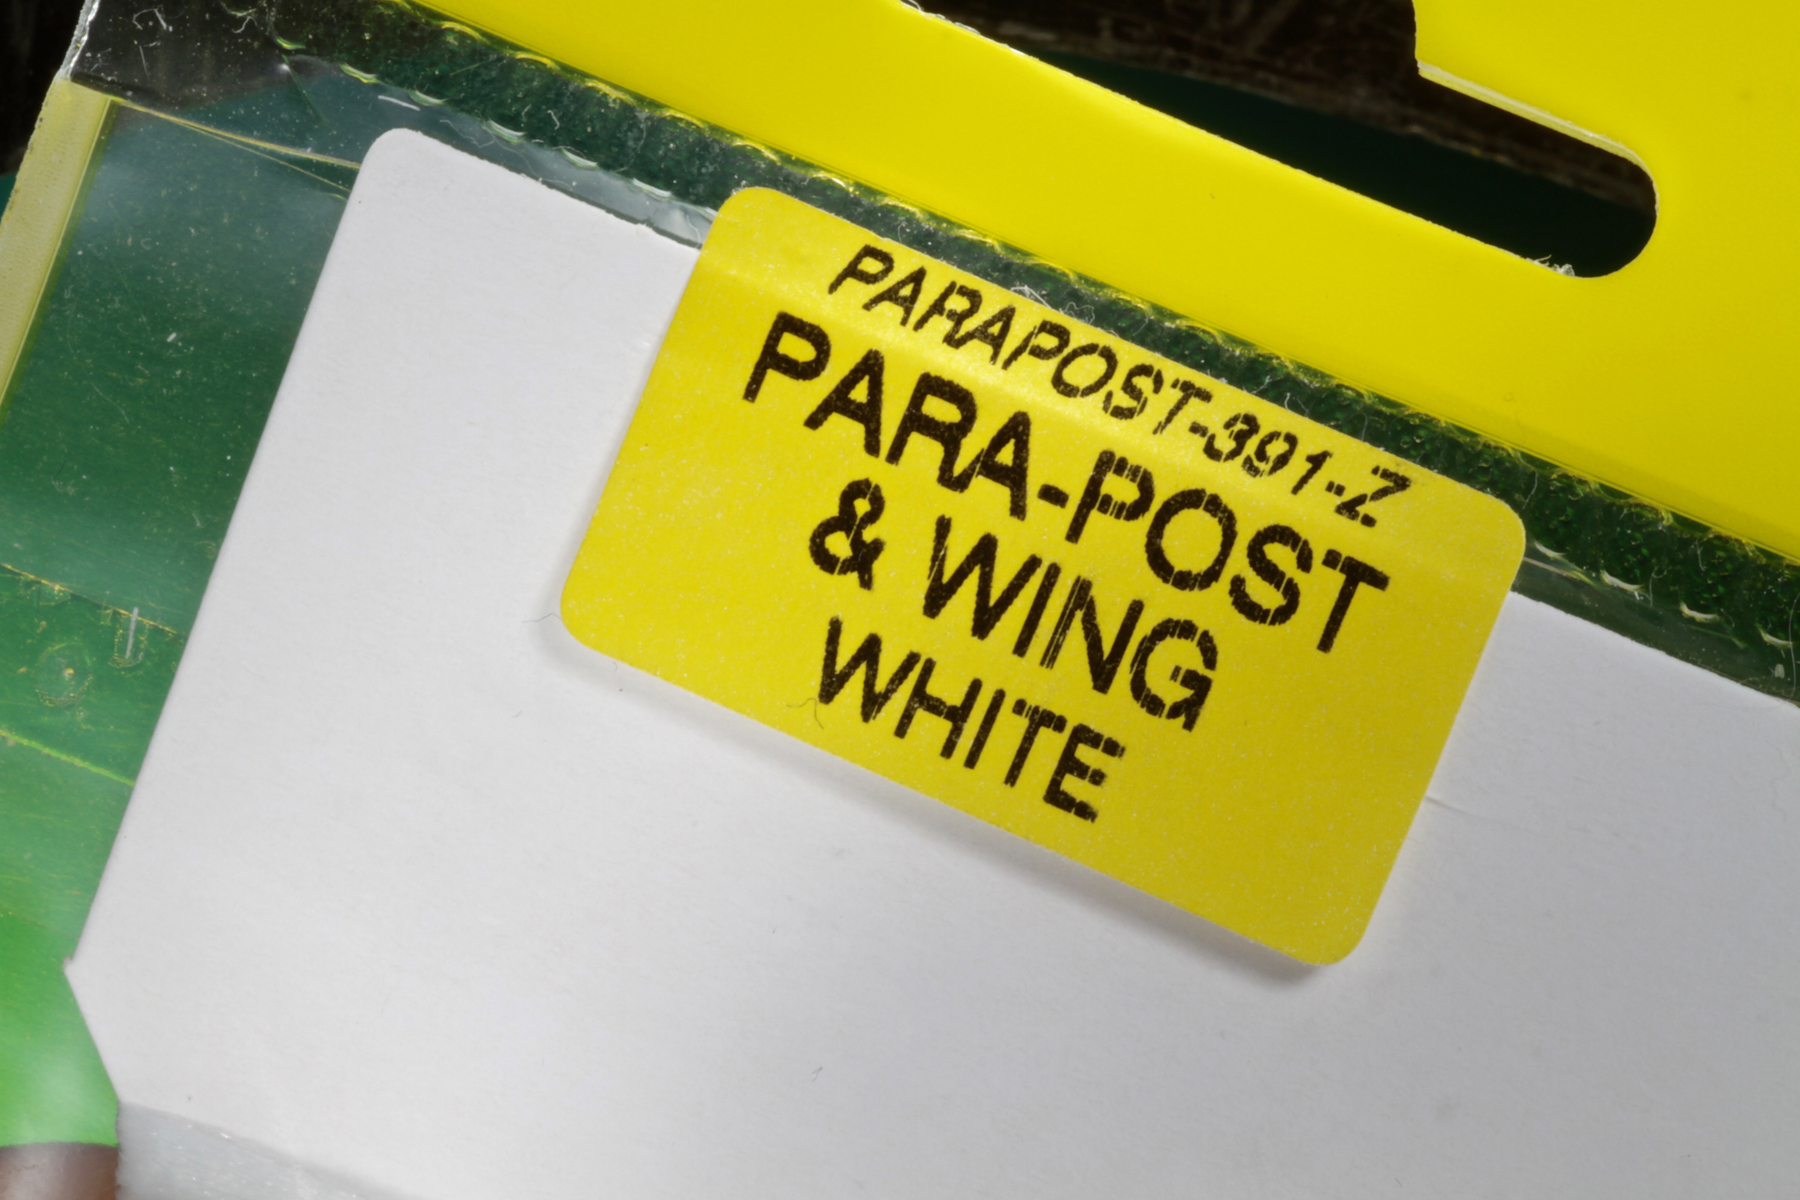 PARAPOST-391-Z
PARA-POST
& WING
WHITE